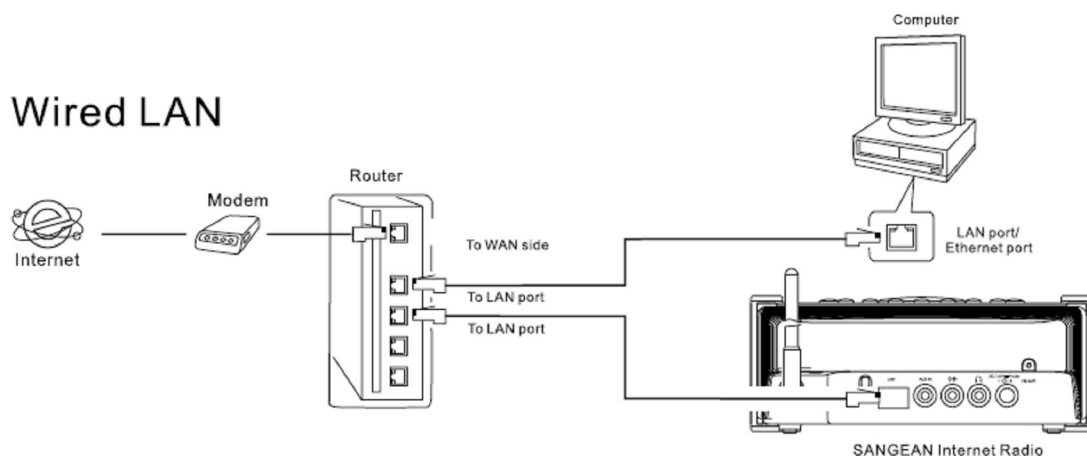 Computer
Wired LAN
Router
Modem
Internet
To WAN side
To LAN port
To LAN port
LAN port/
Ethernet port
LAN
SANGEAN Internet Radio